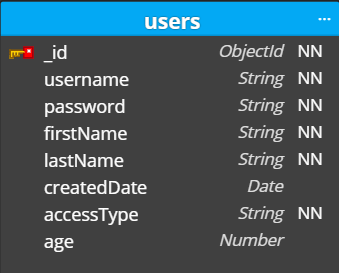 users ...
_id ObjectId NN
username String NN
password String NN
firstName String NN
lastName String NN
createdDate Date
accessType String NN
age Number